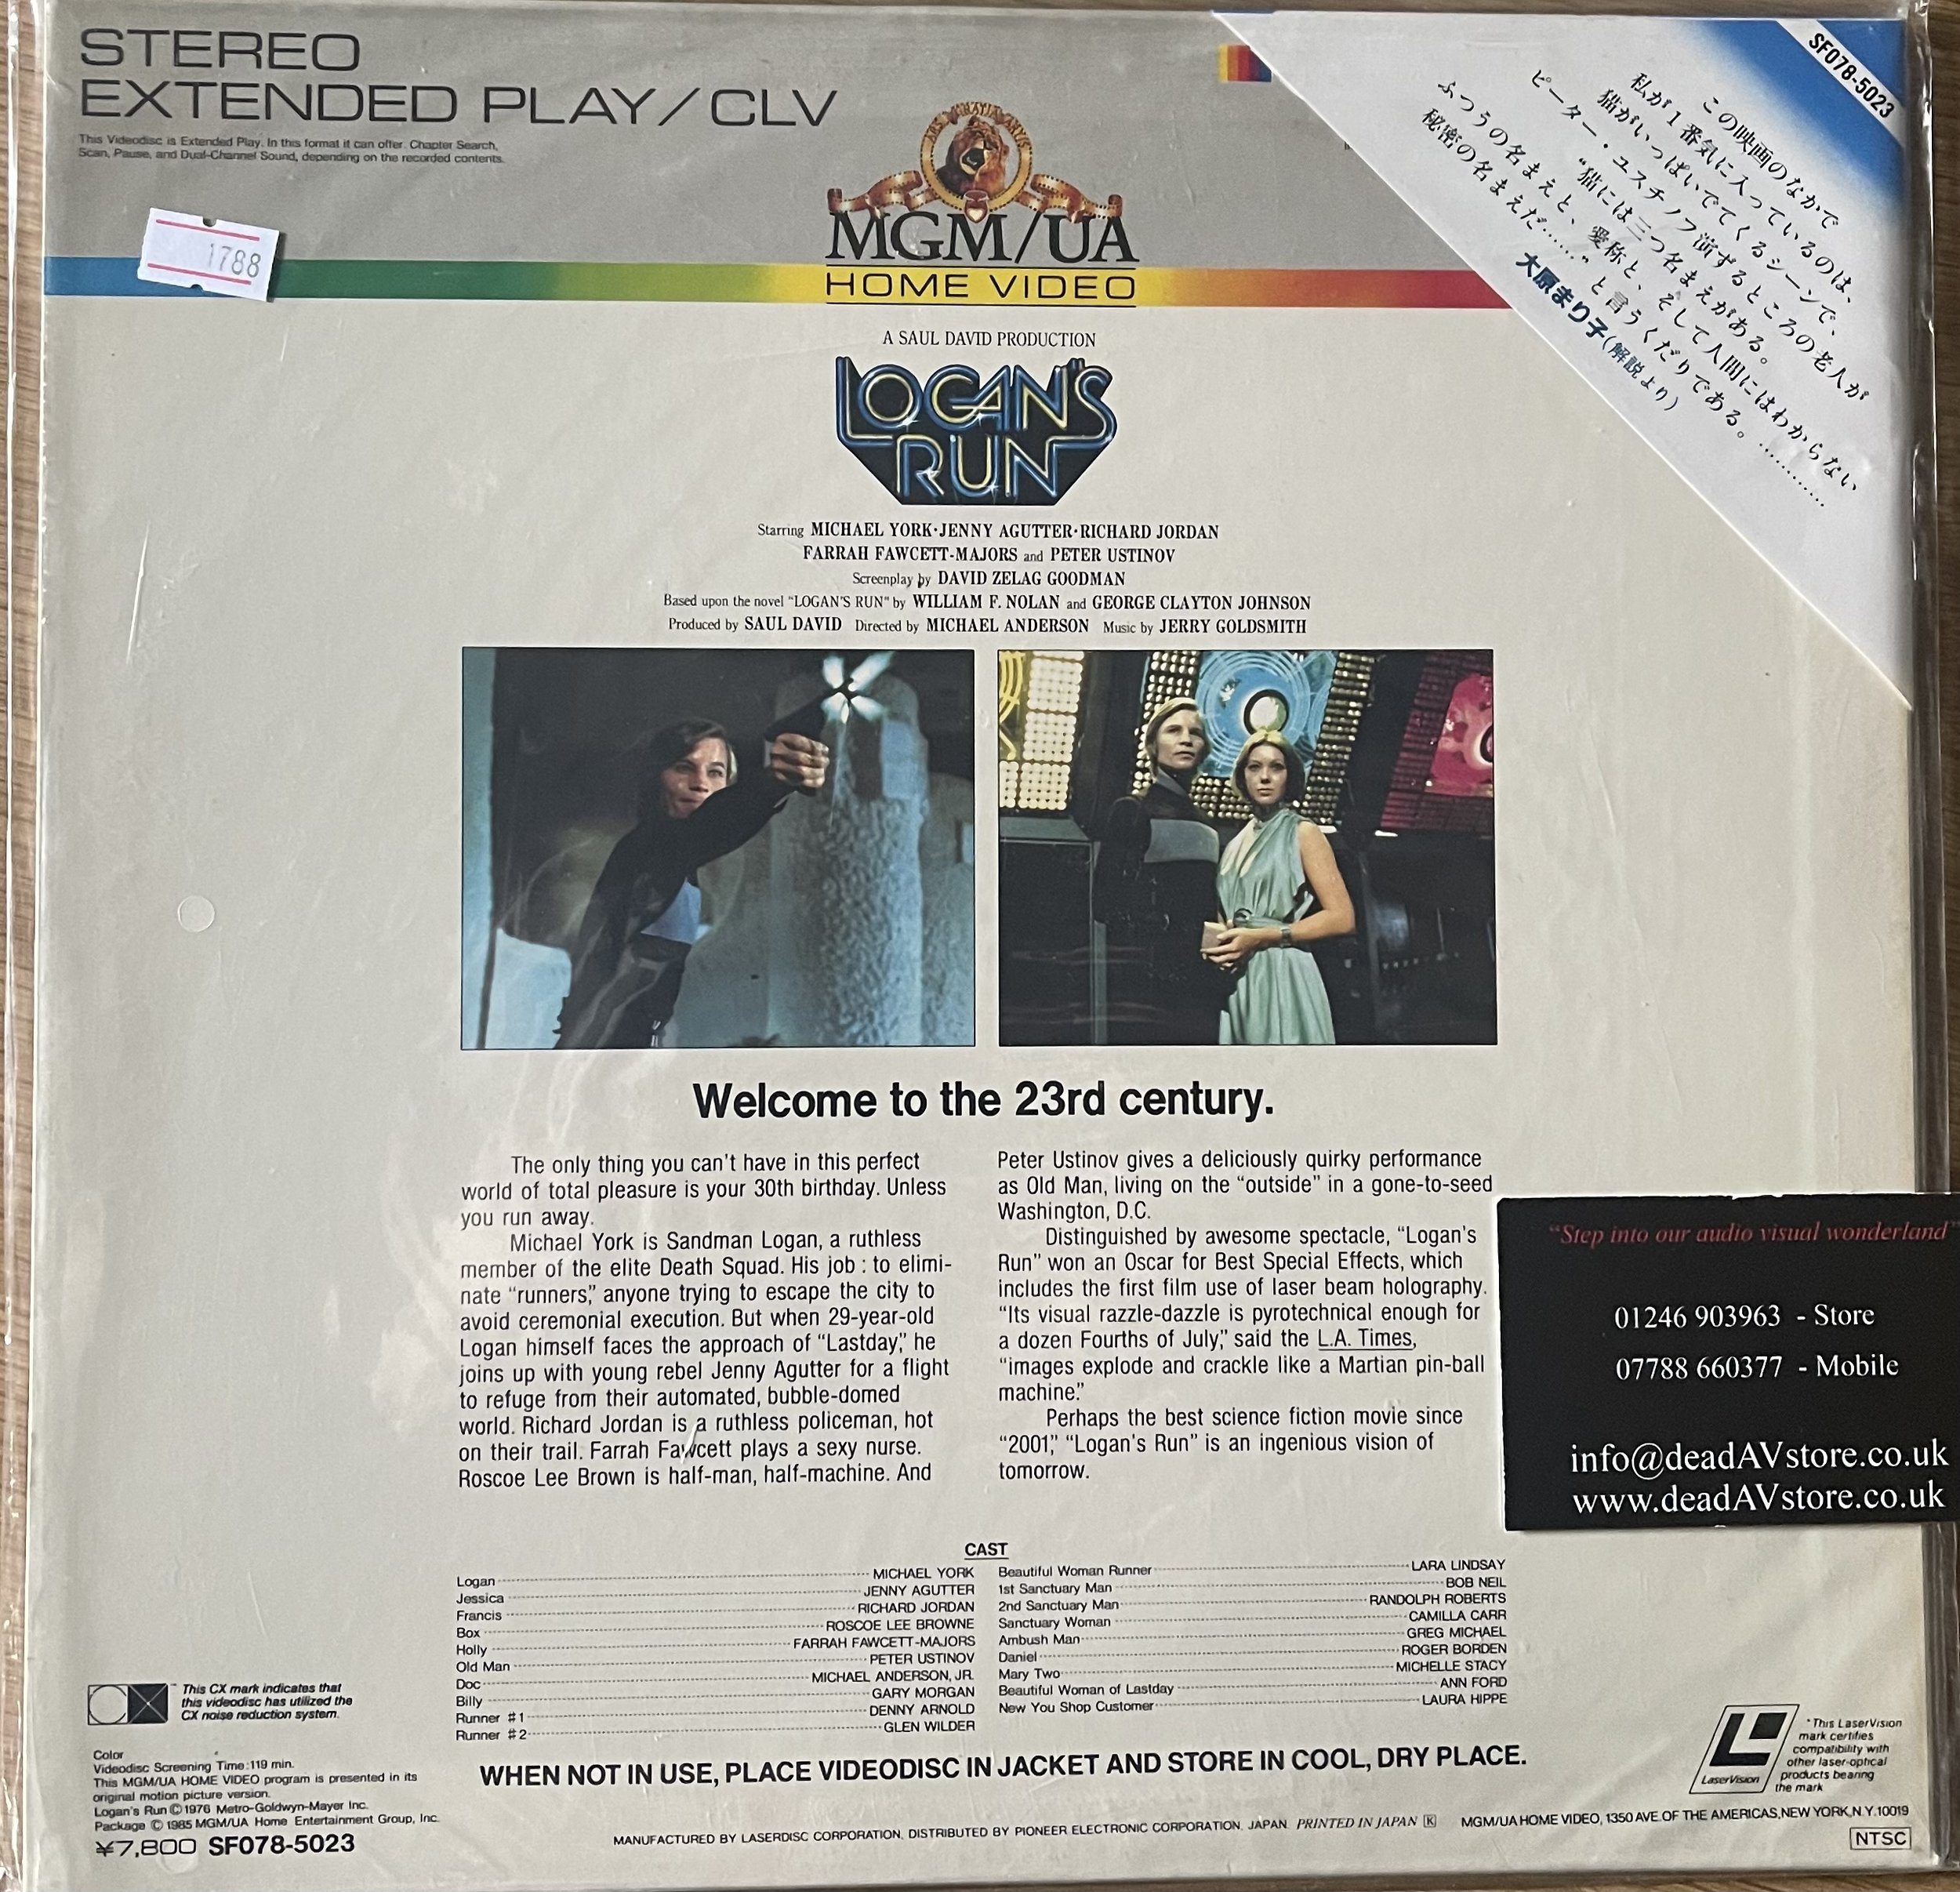 STEREO
EXTENDED PLAY/CLV
This Videodisc is Extended Play. In this format it can offer: Chapter Search,
Scan, Pause, and Dual-Channel Sound, depending on the recorded contents.
1788
ARS GRATIA ARTIS
MGM/UA
HOME VIDEO
SF078-5023
この映画のなかで
私が1番気に入っているのは、
猫がいっぱいでてくるシーンで、
ピーター・ユスチノフ演ずるところの老人が
“猫には三つ名まえがある。
ふつうの名まえと、愛称と、そして人間にはわからない
秘密の名まえだ……”と言うくだりである。…………
大原まり子(解説より)
A SAUL DAVID PRODUCTION
LOGAN'S
RUN
Starring MICHAEL YORK·JENNY AGUTTER·RICHARD JORDAN
FARRAH FAWCETT-MAJORS and PETER USTINOV
Screenplay by DAVID ZELAG GOODMAN
Based upon the novel "LOGAN'S RUN" by WILLIAM F. NOLAN and GEORGE CLAYTON JOHNSON
Produced by SAUL DAVID Directed by MICHAEL ANDERSON Music by JERRY GOLDSMITH
Welcome to the 23rd century.
The only thing you can't have in this perfect
world of total pleasure is your 30th birthday. Unless
you run away.
Michael York is Sandman Logan, a ruthless
member of the elite Death Squad. His job : to elimi-
nate “runners,” anyone trying to escape the city to
avoid ceremonial execution. But when 29-year-old
Logan himself faces the approach of “Lastday,” he
joins up with young rebel Jenny Agutter for a flight
to refuge from their automated, bubble-domed
world. Richard Jordan is a ruthless policeman, hot
on their trail. Farrah Fawcett plays a sexy nurse.
Roscoe Lee Brown is half-man, half-machine. And
Peter Ustinov gives a deliciously quirky performance
as Old Man, living on the “outside” in a gone-to-seed
Washington, D.C.
Distinguished by awesome spectacle, “Logan's
Run” won an Oscar for Best Special Effects, which
includes the first film use of laser beam holography.
“Its visual razzle-dazzle is pyrotechnical enough for
a dozen Fourths of July,” said the L.A. Times,
“images explode and crackle like a Martian pin-ball
machine.”
Perhaps the best science fiction movie since
“2001,” “Logan's Run” is an ingenious vision of
tomorrow.
"Step into our audio visual wonderland"
01246 903963 - Store
07788 660377 - Mobile
info@deadAVstore.co.uk
www.deadAVstore.co.uk
CAST
Logan MICHAEL YORK
Jessica JENNY AGUTTER
Francis RICHARD JORDAN
Box ROSCOE LEE BROWNE
Holly FARRAH FAWCETT-MAJORS
Old Man PETER USTINOV
Doc MICHAEL ANDERSON, JR.
Billy GARY MORGAN
Runner #1 DENNY ARNOLD
Runner #2 GLEN WILDER
Beautiful Woman Runner LARA LINDSAY
1st Sanctuary Man BOB NEIL
2nd Sanctuary Man RANDOLPH ROBERTS
Sanctuary Woman CAMILLA CARR
Ambush Man GREG MICHAEL
Daniel ROGER BORDEN
Mary Two MICHELLE STACY
Beautiful Woman of Lastday ANN FORD
New You Shop Customer LAURA HIPPE
This CX mark indicates that
this videodisc has utilized the
CX noise reduction system.
Color
Videodisc Screening Time:119 min.
This MGM/UA HOME VIDEO program is presented in its
original motion picture version.
Logan's Run © 1976 Metro-Goldwyn-Mayer Inc.
Package © 1985 MGM/UA Home Entertainment Group, Inc.
¥7,800 SF078-5023
WHEN NOT IN USE, PLACE VIDEODISC IN JACKET AND STORE IN COOL, DRY PLACE.
LaserVision
*This LaserVision
mark certifies
compatibility with
other laser-optical
products bearing
the mark
MANUFACTURED BY LASERDISC CORPORATION. DISTRIBUTED BY PIONEER ELECTRONIC CORPORATION, JAPAN. PRINTED IN JAPAN K MGM/UA HOME VIDEO, 1350 AVE.OF THE AMERICAS,NEW YORK,N.Y.10019
NTSC